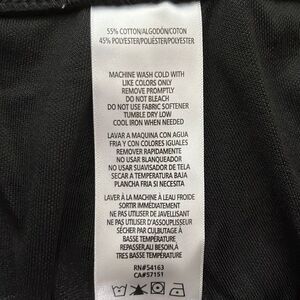 55% COTTON/ALGODÓN/COTON
45% POLYESTER/POLIÉSTER/POLYESTER
MACHINE WASH COLD WITH
LIKE COLORS ONLY
REMOVE PROMPTLY
DO NOT BLEACH
DO NOT USE FABRIC SOFTENER
TUMBLE DRY LOW
COOL IRON WHEN NEEDED
LAVAR A MAQUINA CON AGUA
FRIA Y CON COLORES IGUALES
REMOVER RAPIDAMENTE
NO USAR BLANQUEADOR
NO USAR SUAVISADOR DE TELA
SECAR A TEMPERATURA BAJA
PLANCHA FRIA SI NECESITA
LAVER À LA MACHINE À LEAU FROIDE
SORTIR IMMÉDIATEMENT
NE PAS UTILISER DE JAVELLISANT
NE PAS UTILISER D'ASSOUPLISSEUR
SÉCHER PAR CULBUTAGE À
BASSE TEMPÉRATURE
REPASSER,AU BESOIN,À
TRES BASSE TEMPÉRATURE
RN#54163
CA#57151